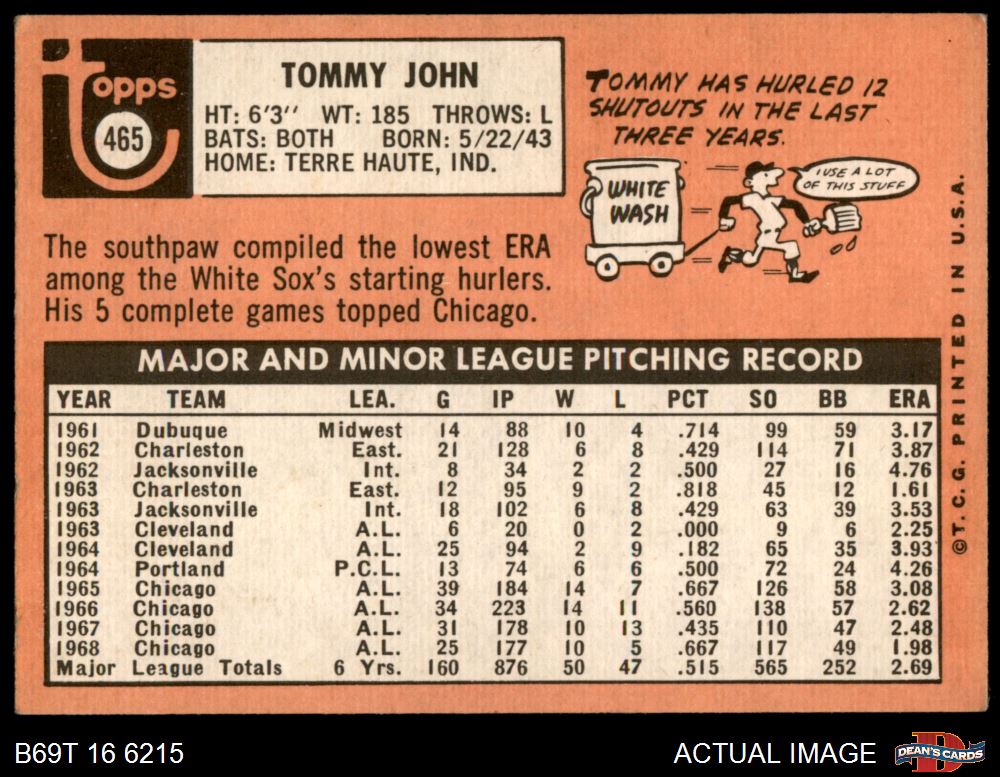 Topps
465
TOMMY JOHN
HT: 6'3" WT: 185 THROWS: L
BATS: BOTH BORN: 5/22/43
HOME: TERRE HAUTE, IND.
TOMMY HAS HURLED 12
SHUTOUTS IN THE LAST
THREE YEARS.
WHITE
WASH
I USE A LOT
OF THIS STUFF
The southpaw compiled the lowest ERA
among the White Sox's starting hurlers.
His 5 complete games topped Chicago.
MAJOR AND MINOR LEAGUE PITCHING RECORD
YEAR TEAM LEA. G IP W L PCT SO BB ERA
1961 Dubuque Midwest 14 88 10 4 .714 99 59 3.17
1962 Charleston East. 21 128 6 8 .429 114 71 3.87
1962 Jacksonville Int. 8 34 2 2 .500 27 16 4.76
1963 Charleston East. 12 95 9 2 .818 45 12 1.61
1963 Jacksonville Int. 18 102 6 8 .429 63 39 3.53
1963 Cleveland A.L. 6 20 0 2 .000 9 6 2.25
1964 Cleveland A.L. 25 94 2 9 .182 65 35 3.93
1964 Portland P.C.L. 13 74 6 6 .500 72 24 4.26
1965 Chicago A.L. 39 184 14 7 .667 126 58 3.08
1966 Chicago A.L. 34 223 14 11 .560 138 57 2.62
1967 Chicago A.L. 31 178 10 13 .435 110 47 2.48
1968 Chicago A.L. 25 177 10 5 .667 117 49 1.98
Major League Totals 6 Yrs. 160 876 50 47 .515 565 252 2.69
©T.C.G. PRINTED IN U.S.A.
B69T 16 6215
ACTUAL IMAGE
D
DEAN'S CARDS